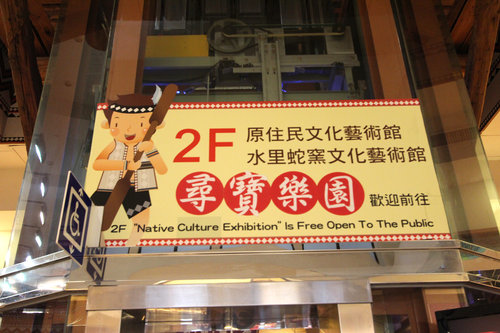 2F
原住民文化藝術館
水里蛇窯文化藝術館
尋寶樂園 歡迎前往
2F "Native Culture Exhibition" Is Free Open To The Public